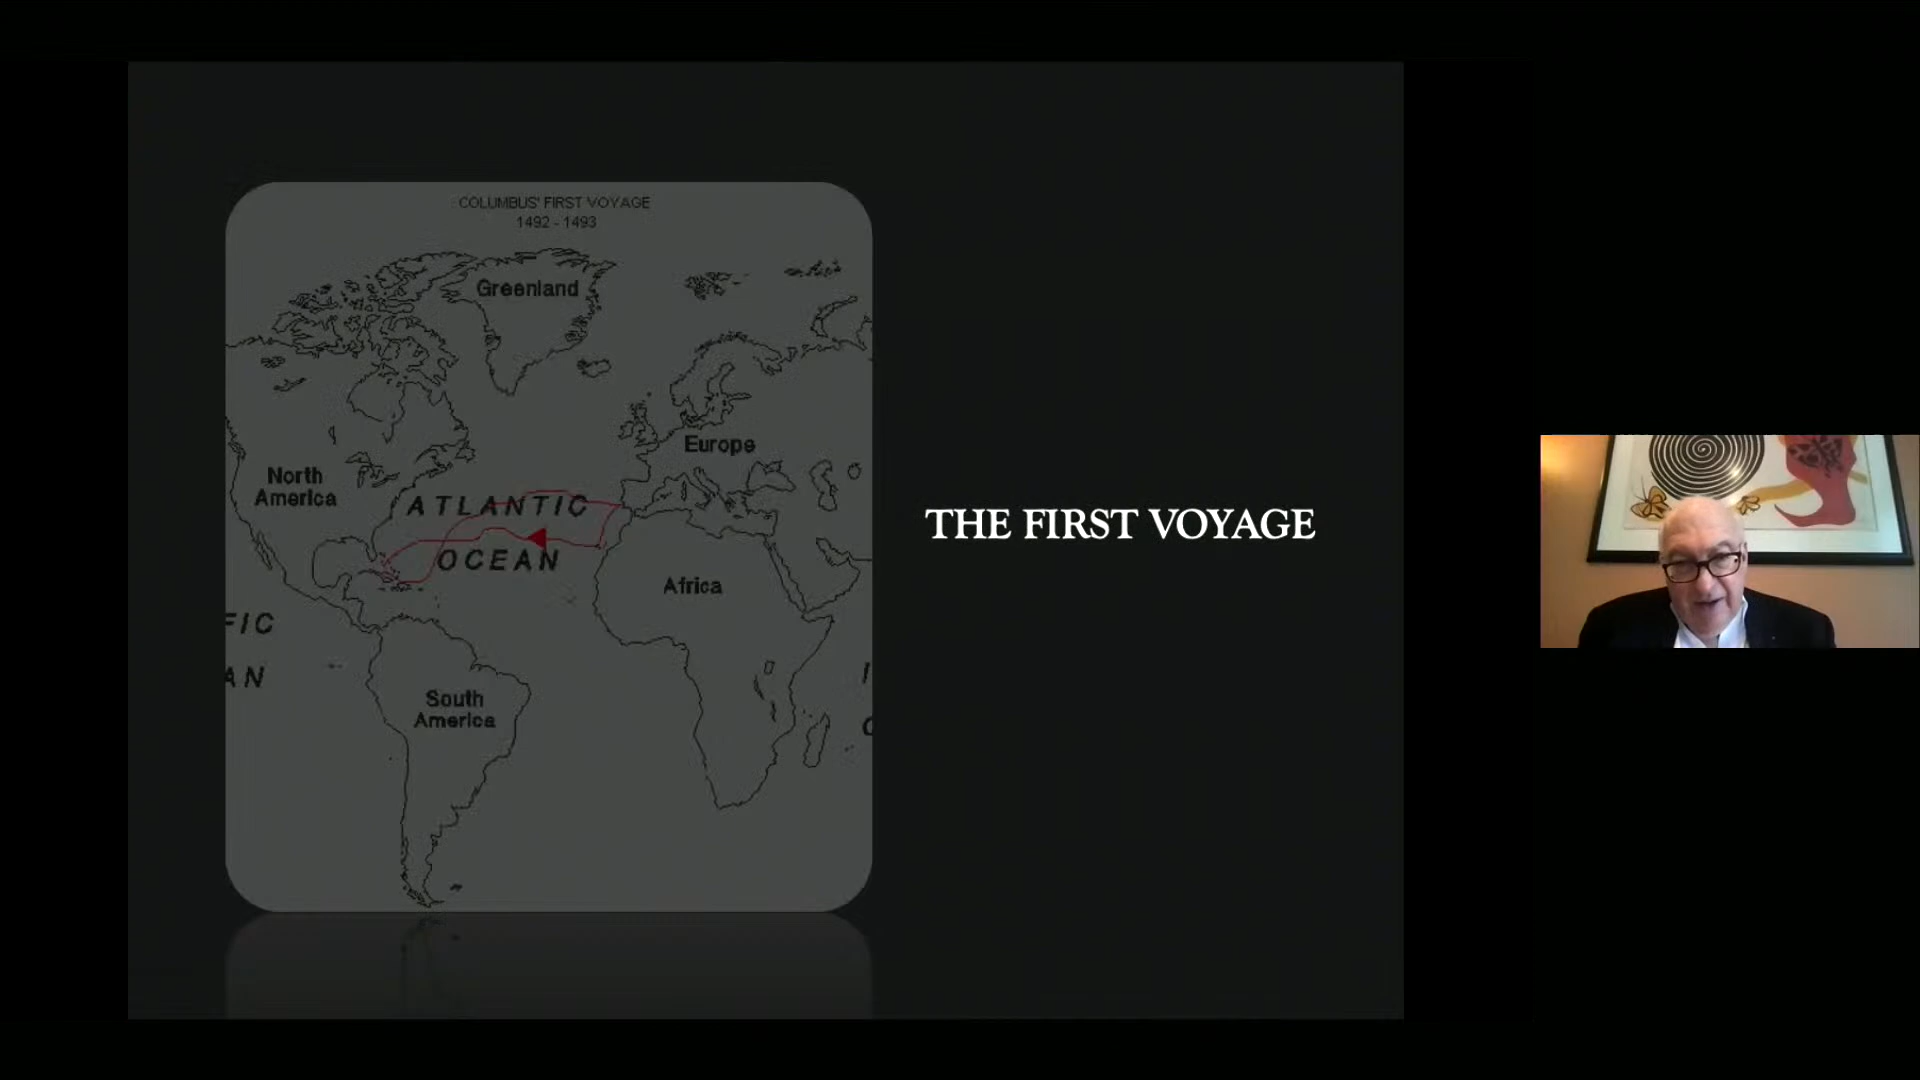 COLUMBUS' FIRST VOYAGE
1492 - 1493
Greenland
Europe
North
America
ATLANTIC
OCEAN
Africa
FIC
AN
South
America
THE FIRST VOYAGE